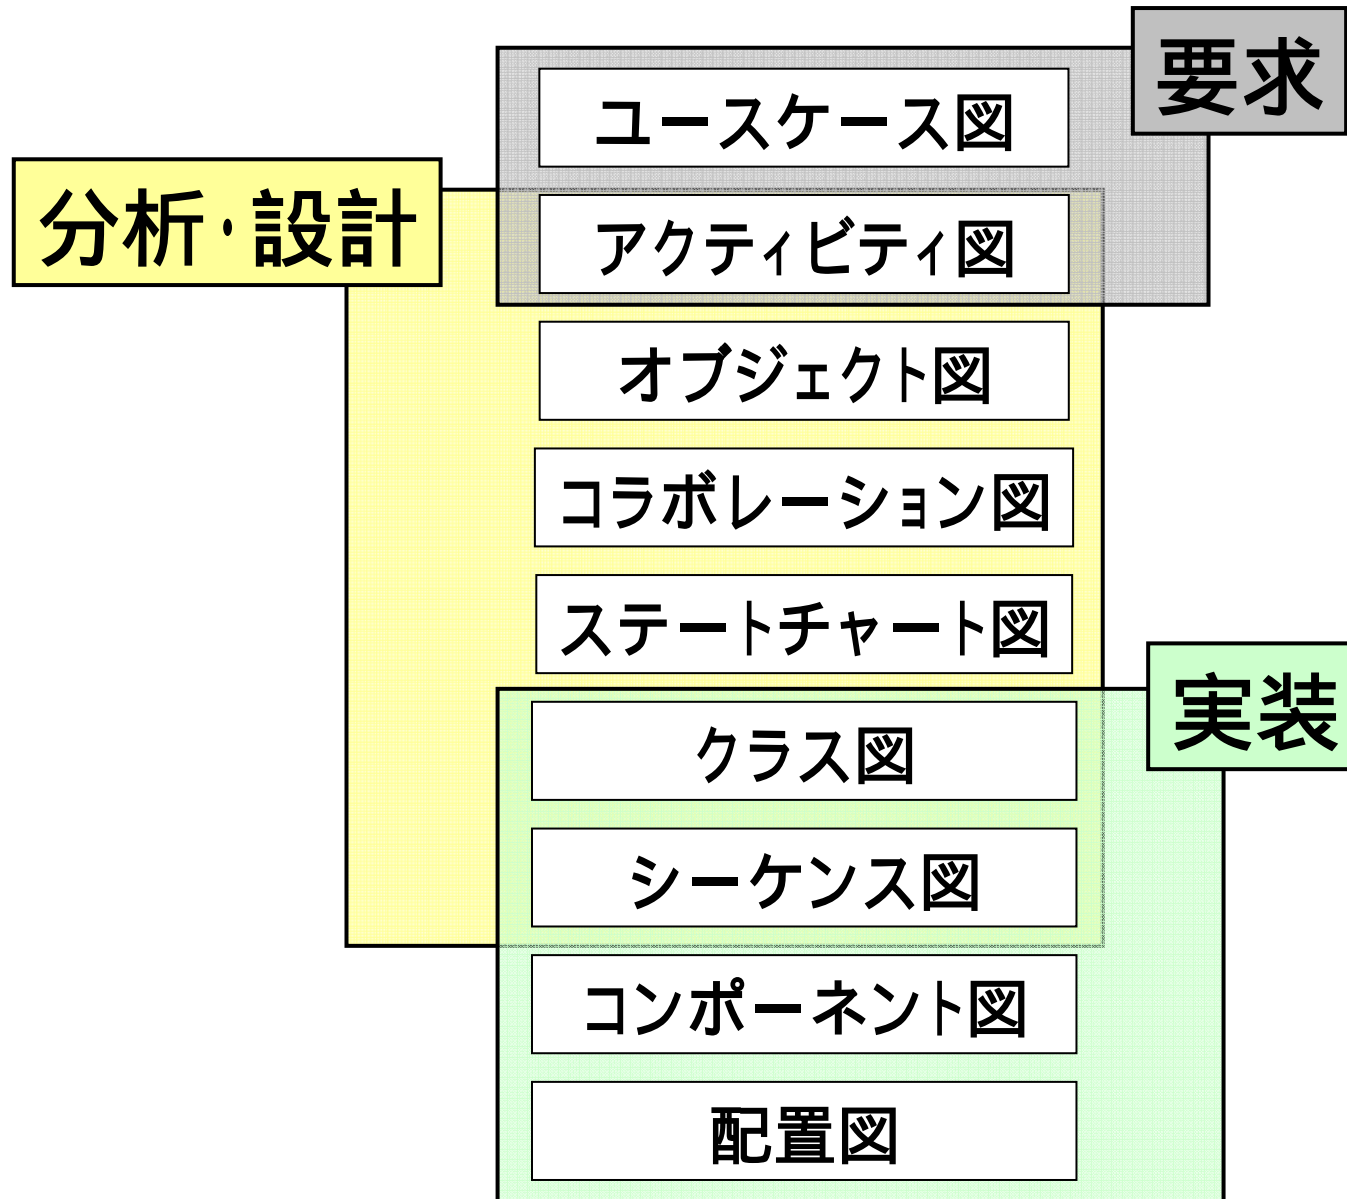 要求
ユースケース図
分析・設計
アクティビティ図
オブジェクト図
コラボレーション図
ステートチャート図
実装
クラス図
シーケンス図
コンポーネント図
配置図